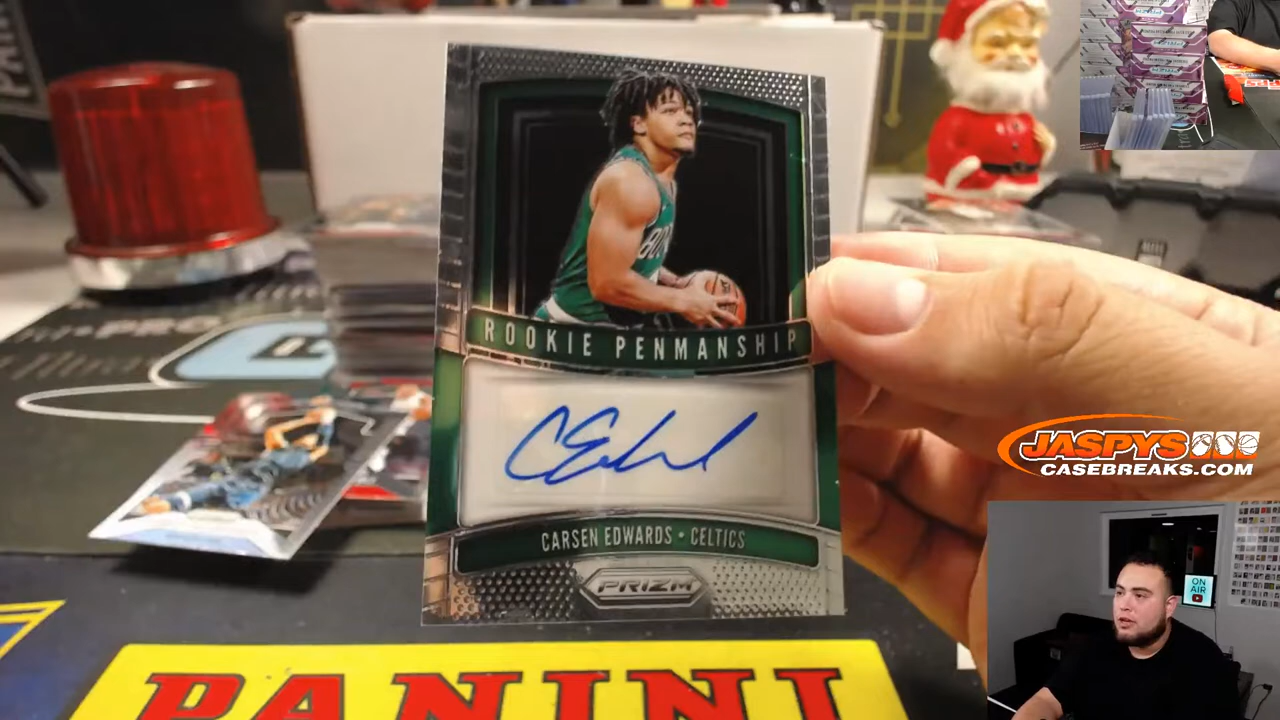 ROOKIE PENMANSHIP
CARSEN EDWARDS • CELTICS
PRIZM
JASPYS
CASEBREAKS.COM
ON
AIR
PANINI